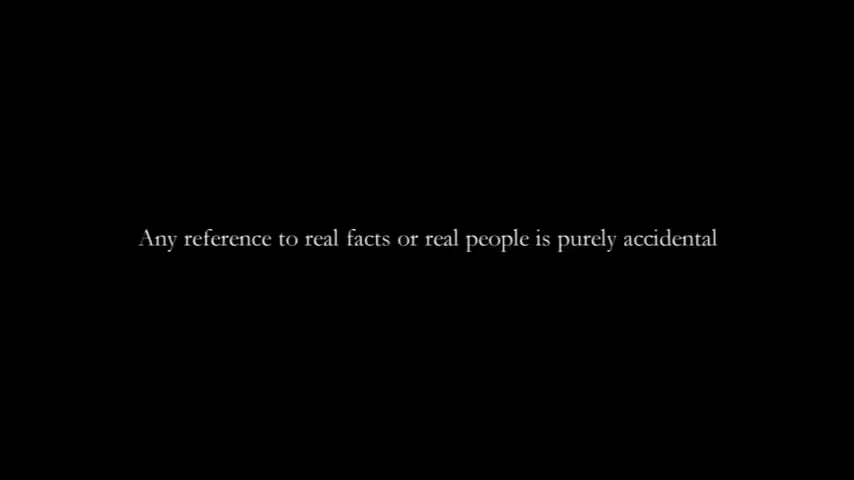 Any reference to real facts or real people is purely accidental